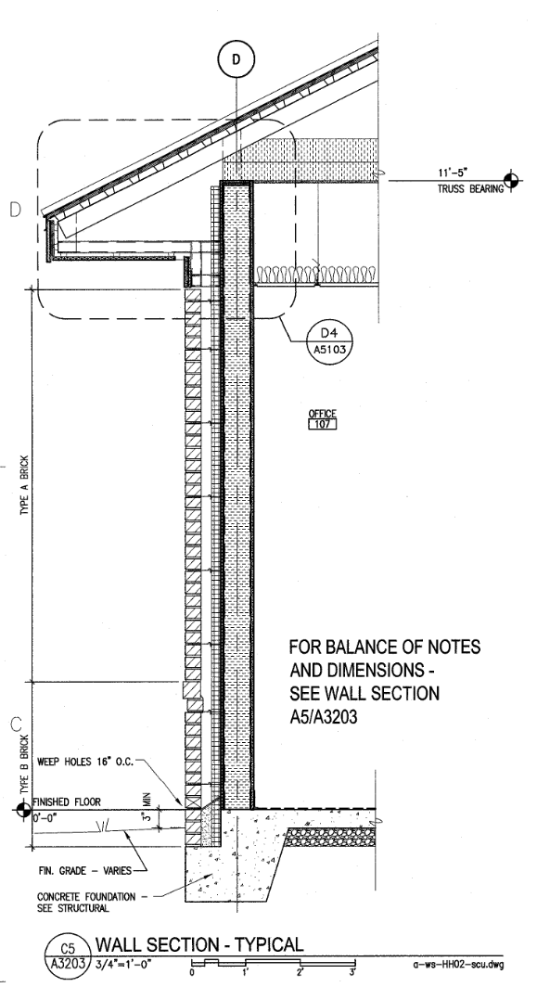 D
11'-5"
TRUSS BEARING
D
D4
A5103
OFFICE
107
TYPE A BRICK
FOR BALANCE OF NOTES
AND DIMENSIONS -
SEE WALL SECTION
A5/A3203
C
TYPE B BRICK
WEEP HOLES 16" O.C.
FINISHED FLOOR
0'-0"
3" MIN
FIN. GRADE - VARIES
CONCRETE FOUNDATION -
SEE STRUCTURAL
C5
A3203
WALL SECTION - TYPICAL
3/4"=1'-0"
0 1' 2' 3'
a-ws-HH02-scu.dwg